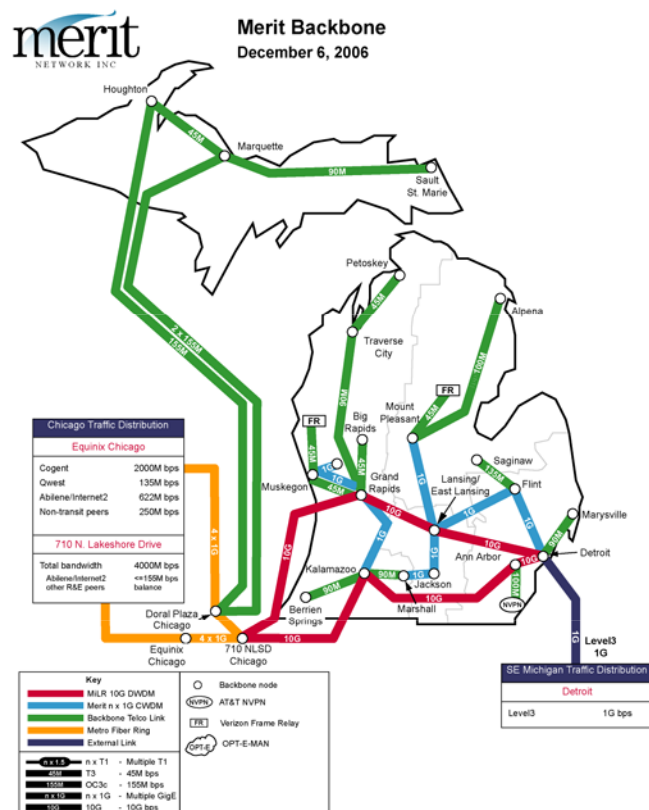 merit
NETWORK INC
Merit Backbone
December 6, 2006
Houghton
45M
Marquette
90M
Sault
St. Marie
2 x 155M
155M
Petoskey
45M
Alpena
Traverse
City
100M
90M
FR
45M
Mount
Pleasant
FR
45M
Big
Rapids
45M
1G
1G
45M
Muskegon
Grand
Rapids
1G
Lansing/
East Lansing
Saginaw
135M
Flint
1G
1G
Marysville
90M
10G
10G
10G
1G
1G
Ann Arbor
Detroit
Kalamazoo
90M
1G
Jackson
Marshall
10G
100M
NVPN
90M
Berrien
Springs
10G
Chicago Traffic Distribution
Equinix Chicago
Cogent 2000M bps
Qwest 135M bps
Abilene/Internet2 622M bps
Non-transit peers 250M bps
710 N. Lakeshore Drive
Total bandwidth 4000M bps
Abilene/Internet2 <=155M bps
other R&E peers balance
4 x 1G
Doral Plaza
Chicago
4 x 1G
Equinix
Chicago
710 NLSD
Chicago
1G
Level3
1G
SE Michigan Traffic Distribution
Detroit
Level3 1G bps
Key
MiLR 10G DWDM
Merit n x 1G CWDM
Backbone Telco Link
Metro Fiber Ring
External Link
n x 1.5 n x T1 - Multiple T1
45M T3 - 45M bps
155M OC3c - 155M bps
n x 1G n x 1G - Multiple GigE
10G 10G - 10G bps
Backbone node
NVPN AT&T NVPN
FR Verizon Frame Relay
OPT-E OPT-E-MAN